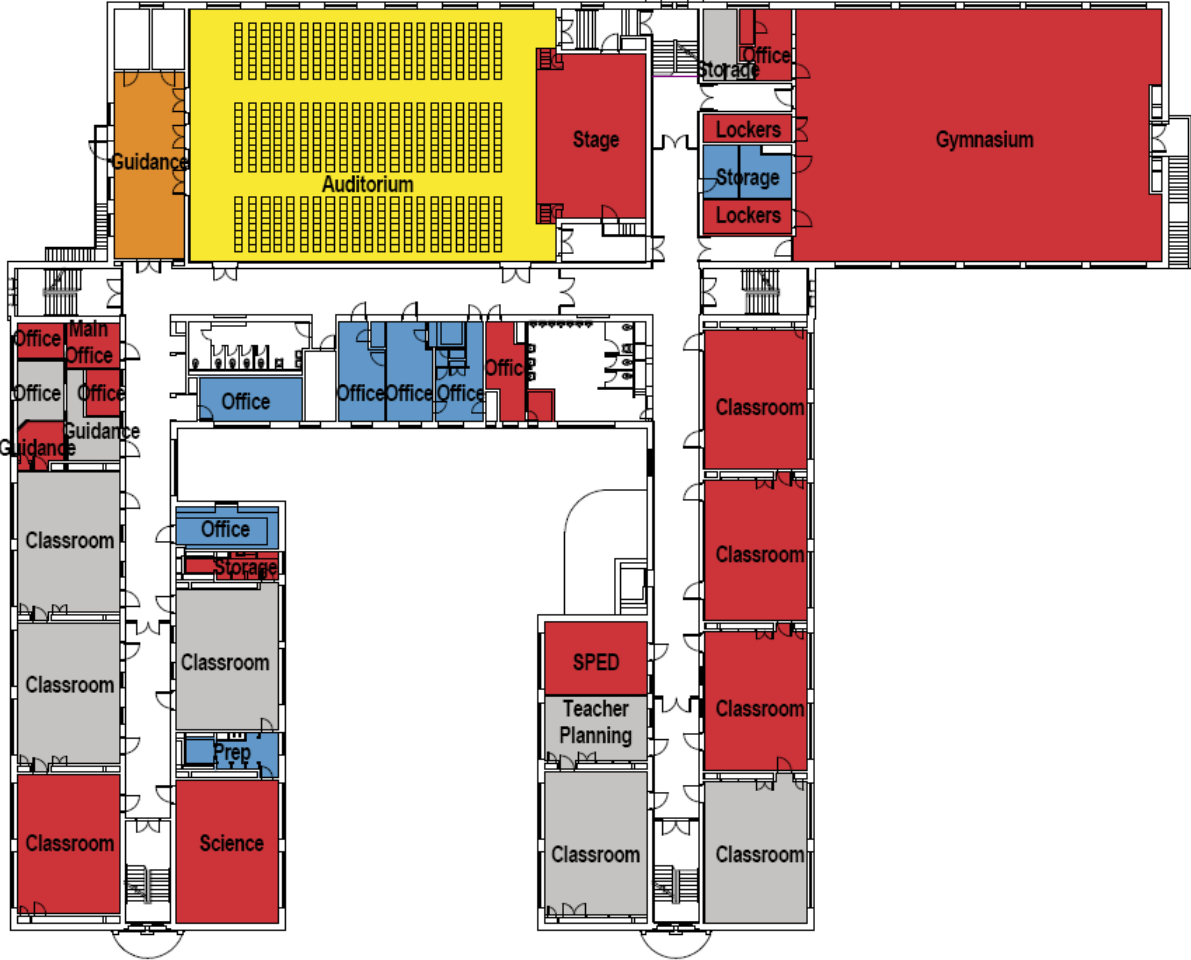 Office
Storage
Stage
Lockers
Gymnasium
Guidance
Auditorium
Storage
Lockers
Office
Main
Office
Office
Office
Guidance
Guidance
Office
Office
Office
Office
Offic
Classroom
Classroom
Office
Storage
Classroom
Classroom
Classroom
Classroom
SPED
Teacher
Planning
Classroom
Prep
Classroom
Science
Classroom
Classroom